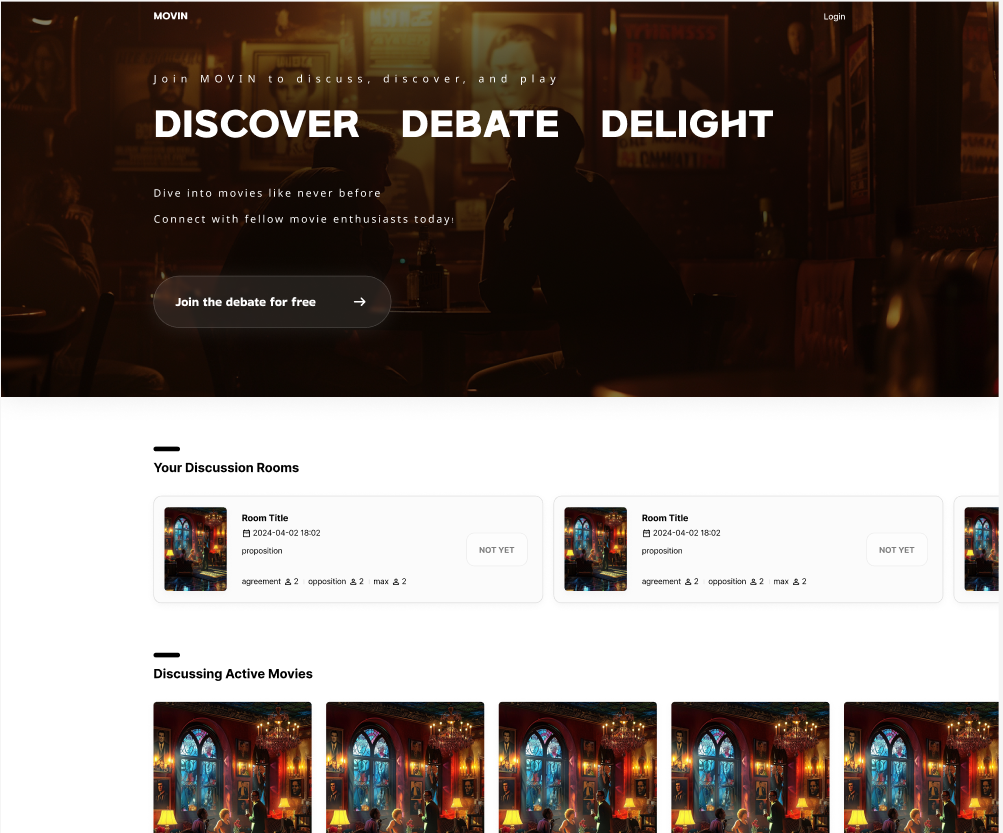 MOVIN
Login
Join MOVIN to discuss, discover, and play
DISCOVER DEBATE DELIGHT
Dive into movies like never before
Connect with fellow movie enthusiasts today!
Join the debate for free →
Your Discussion Rooms
Room Title
2024-04-02 18:02
proposition
NOT YET
agreement 2 opposition 2 max 2
Room Title
2024-04-02 18:02
proposition
NOT YET
agreement 2 opposition 2 max 2
Discussing Active Movies